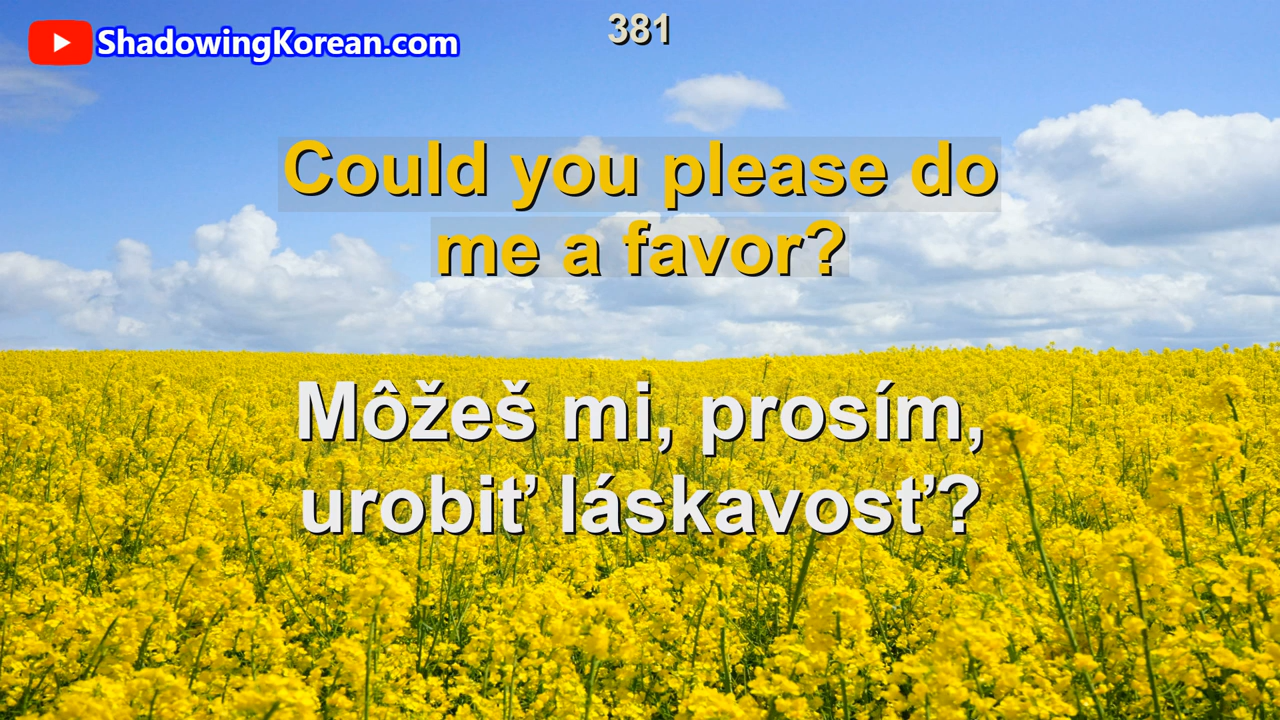 ShadowingKorean.com
381
Could you please do
me a favor?
Môžeš mi, prosím,
urobiť láskavosť?